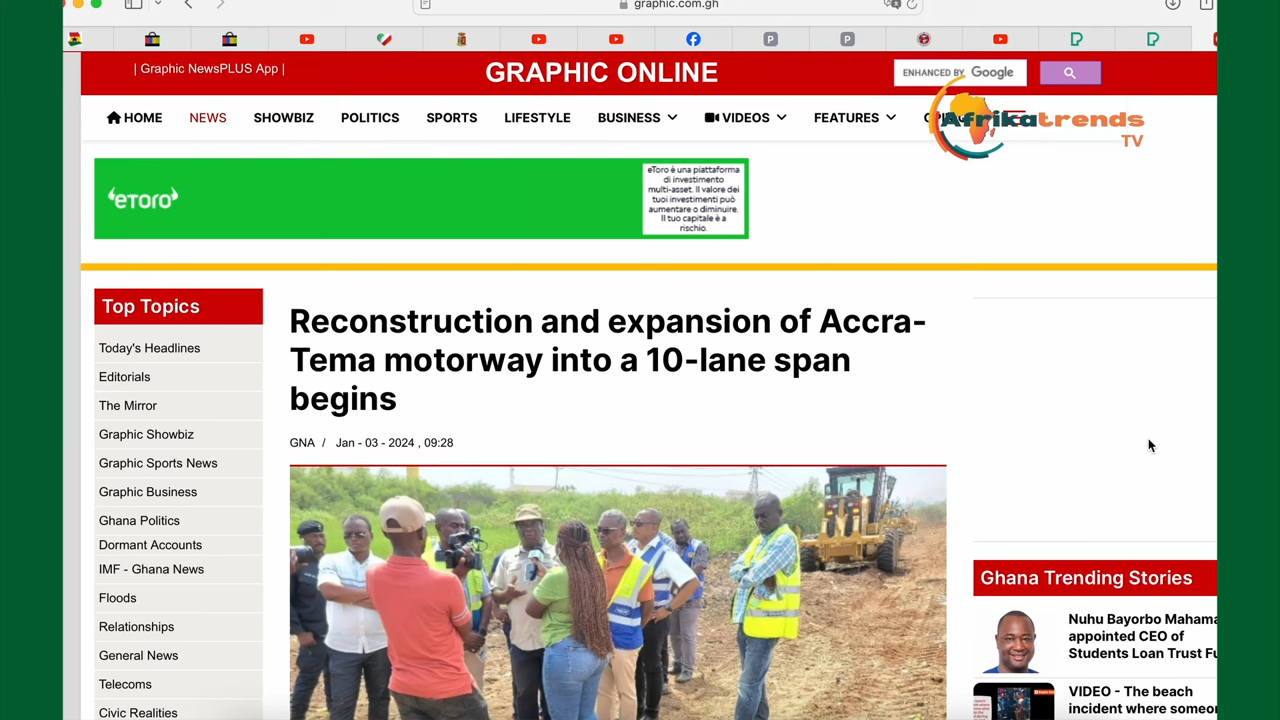 graphic.com.gh
| Graphic NewsPLUS App |
GRAPHIC ONLINE
ENHANCED BY Google
HOME
NEWS
SHOWBIZ
POLITICS
SPORTS
LIFESTYLE
BUSINESS
VIDEOS
FEATURES
Afrikatrends
TV
eToro
eToro è una piattaforma
di investimento
multi-asset. Il valore dei
tuoi investimenti può
aumentare o diminuire.
Il tuo capitale è a
rischio.
Top Topics
Today's Headlines
Editorials
The Mirror
Graphic Showbiz
Graphic Sports News
Graphic Business
Ghana Politics
Dormant Accounts
IMF - Ghana News
Floods
Relationships
General News
Telecoms
Civic Realities
Reconstruction and expansion of Accra-
Tema motorway into a 10-lane span
begins
GNA / Jan - 03 - 2024 , 09:28
Ghana Trending Stories
Nuhu Bayorbo Mahama
appointed CEO of
Students Loan Trust Fu
VIDEO - The beach
incident where someon